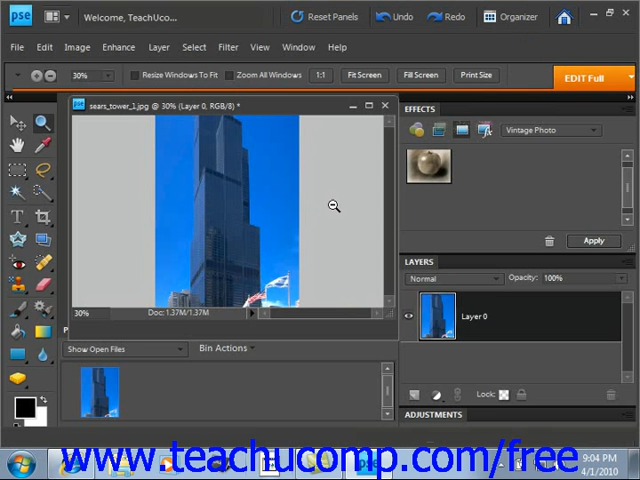 pse
Welcome, TeachUco...
Reset Panels
Undo
Redo
Organizer
File Edit Image Enhance Layer Select Filter View Window Help
30%
Resize Windows To Fit
Zoom All Windows
1:1
Fit Screen
Fill Screen
Print Size
EDIT Full
sears_tower_1.jpg @ 30% (Layer 0, RGB/8) *
EFFECTS
Vintage Photo
Apply
LAYERS
Normal
Opacity: 100%
Layer 0
30%
Doc: 1.37M/1.37M
Show Open Files
Bin Actions
Lock:
ADJUSTMENTS
www.teachucomp.com/free
9:04 PM
4/1/2010